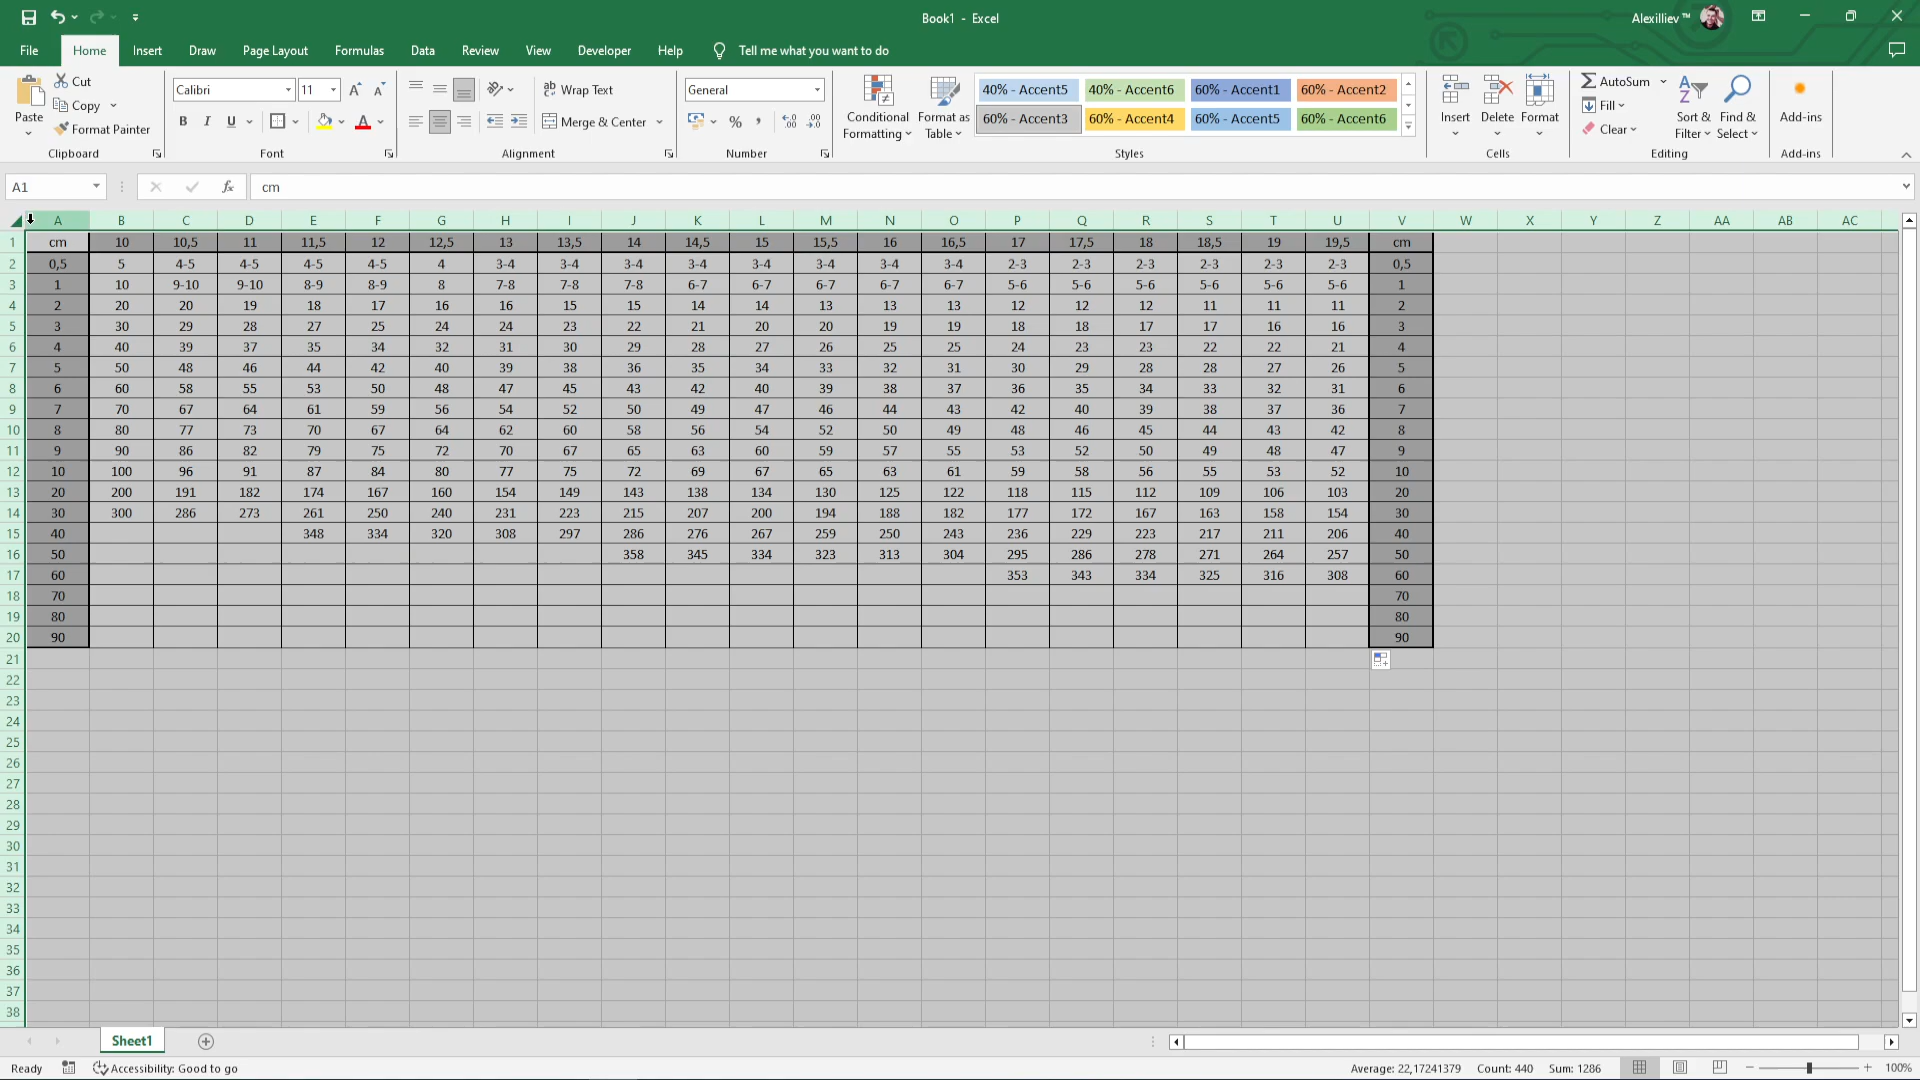 Book1 - Excel
Alexilliev ™
File Home Insert Draw Page Layout Formulas Data Review View Developer Help Tell me what you want to do
Paste
Cut
Copy
Format Painter
Clipboard
Calibri 11
B I U
Font
Wrap Text
Merge & Center
Alignment
General
%
Number
Conditional Formatting
Format as Table
40% - Accent5 40% - Accent6 60% - Accent1 60% - Accent2
60% - Accent3 60% - Accent4 60% - Accent5 60% - Accent6
Styles
Insert Delete Format
Cells
AutoSum
Fill
Clear
Sort & Filter
Find & Select
Editing
Add-ins
Add-ins
A1 fx cm
A B C D E F G H I J K L M N O P Q R S T U V W X Y Z AA AB AC
1 cm 10 10,5 11 11,5 12 12,5 13 13,5 14 14,5 15 15,5 16 16,5 17 17,5 18 18,5 19 19,5 cm
2 0,5 5 4-5 4-5 4-5 4-5 4 3-4 3-4 3-4 3-4 3-4 3-4 3-4 3-4 2-3 2-3 2-3 2-3 2-3 2-3 0,5
3 1 10 9-10 9-10 8-9 8-9 8 7-8 7-8 7-8 6-7 6-7 6-7 6-7 6-7 5-6 5-6 5-6 5-6 5-6 5-6 1
4 2 20 20 19 18 17 16 16 15 15 14 14 13 13 13 12 12 12 11 11 11 2
5 3 30 29 28 27 25 24 24 23 22 21 20 20 19 19 18 18 17 17 16 16 3
6 4 40 39 37 35 34 32 31 30 29 28 27 26 25 25 24 23 23 22 22 21 4
7 5 50 48 46 44 42 40 39 38 36 35 34 33 32 31 30 29 28 28 27 26 5
8 6 60 58 55 53 50 48 47 45 43 42 40 39 38 37 36 35 34 33 32 31 6
9 7 70 67 64 61 59 56 54 52 50 49 47 46 44 43 42 40 39 38 37 36 7
10 8 80 77 73 70 67 64 62 60 58 56 54 52 50 49 48 46 45 44 43 42 8
11 9 90 86 82 79 75 72 70 67 65 63 60 59 57 55 53 52 50 49 48 47 9
12 10 100 96 91 87 84 80 77 75 72 69 67 65 63 61 59 58 56 55 53 52 10
13 20 200 191 182 174 167 160 154 149 143 138 134 130 125 122 118 115 112 109 106 103 20
14 30 300 286 273 261 250 240 231 223 215 207 200 194 188 182 177 172 167 163 158 154 30
15 40 348 334 320 308 297 286 276 267 259 250 243 236 229 223 217 211 206 40
16 50 358 345 334 323 313 304 295 286 278 271 264 257 50
17 60 353 343 334 325 316 308 60
18 70 70
19 80 80
20 90 90
21
22
23
24
25
26
27
28
29
30
31
32
33
34
35
36
37
38
Sheet1
Ready Accessibility: Good to go Average: 22,17241379 Count: 440 Sum: 1286 100%